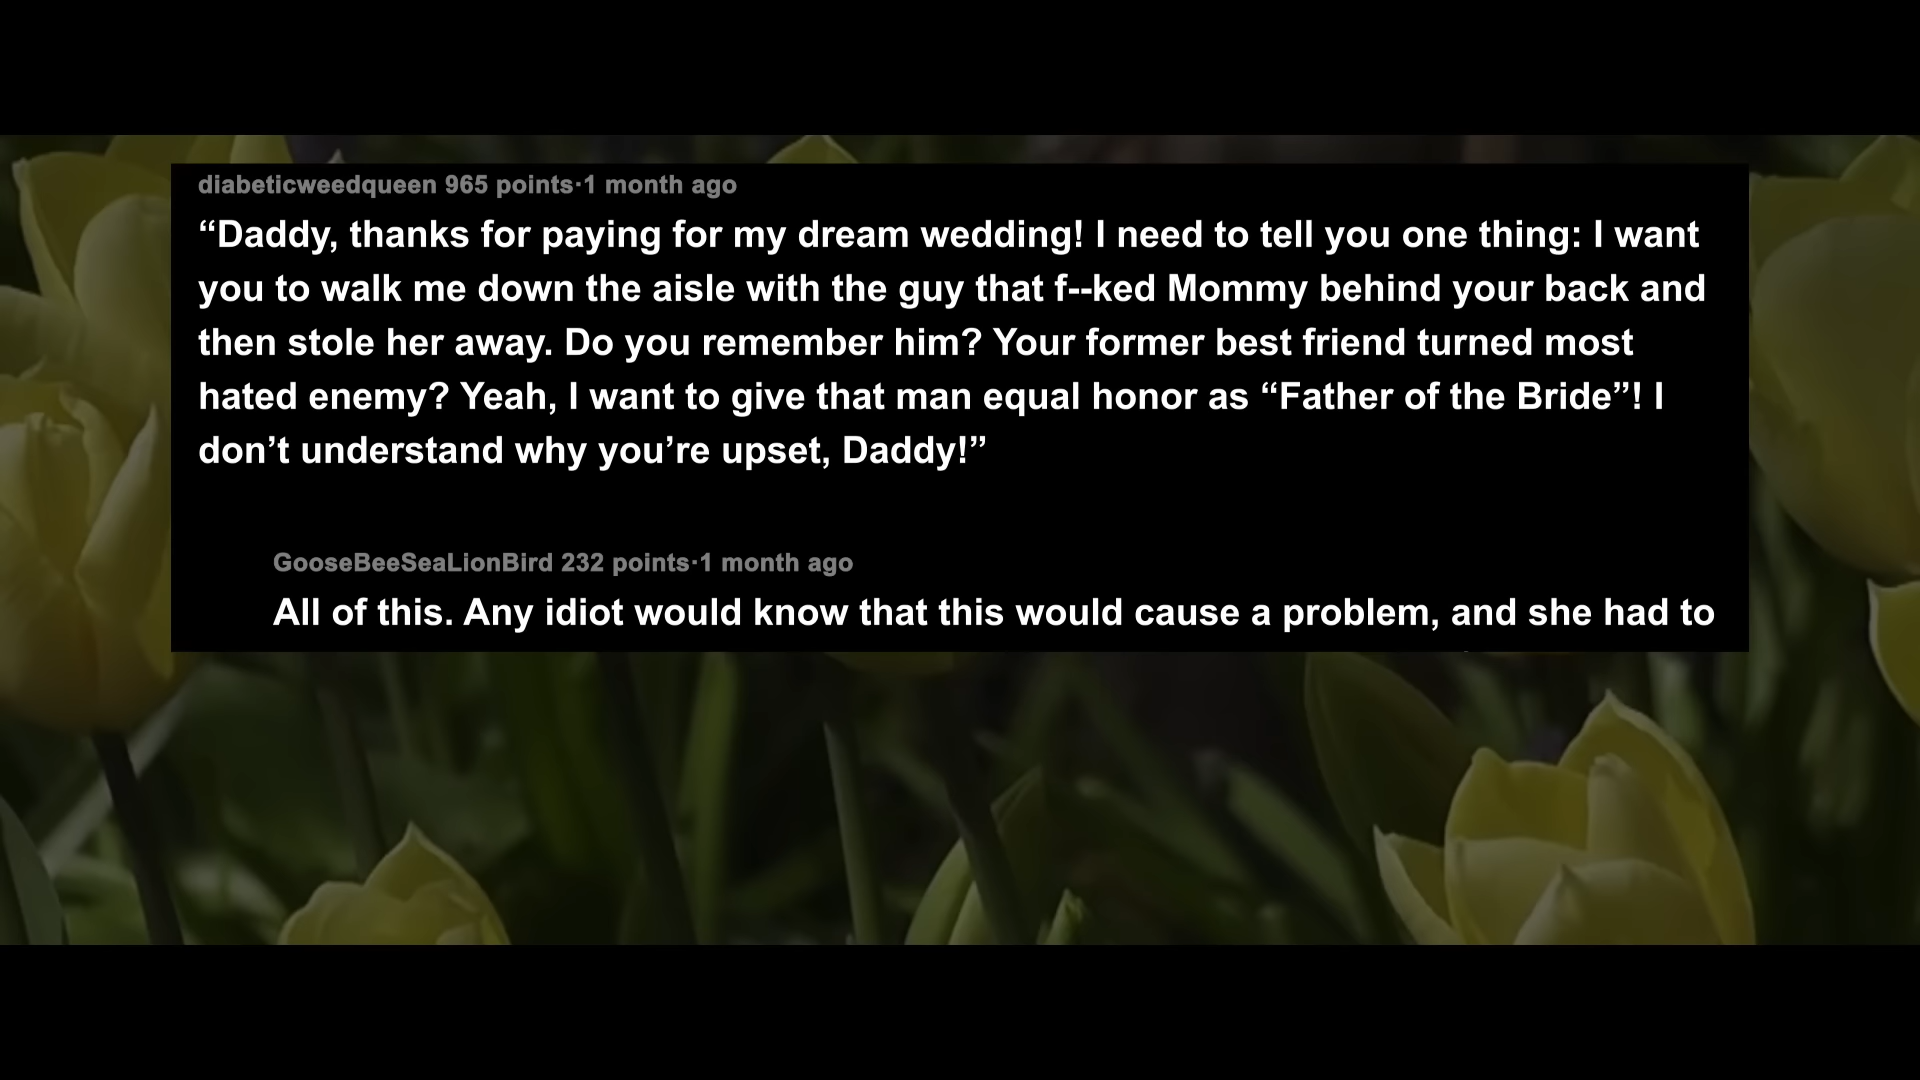 diabeticweedqueen 965 points·1 month ago
“Daddy, thanks for paying for my dream wedding! I need to tell you one thing: I want
you to walk me down the aisle with the guy that f--ked Mommy behind your back and
then stole her away. Do you remember him? Your former best friend turned most
hated enemy? Yeah, I want to give that man equal honor as “Father of the Bride”! I
don’t understand why you’re upset, Daddy!”
GooseBeeSeaLionBird 232 points·1 month ago
All of this. Any idiot would know that this would cause a problem, and she had to